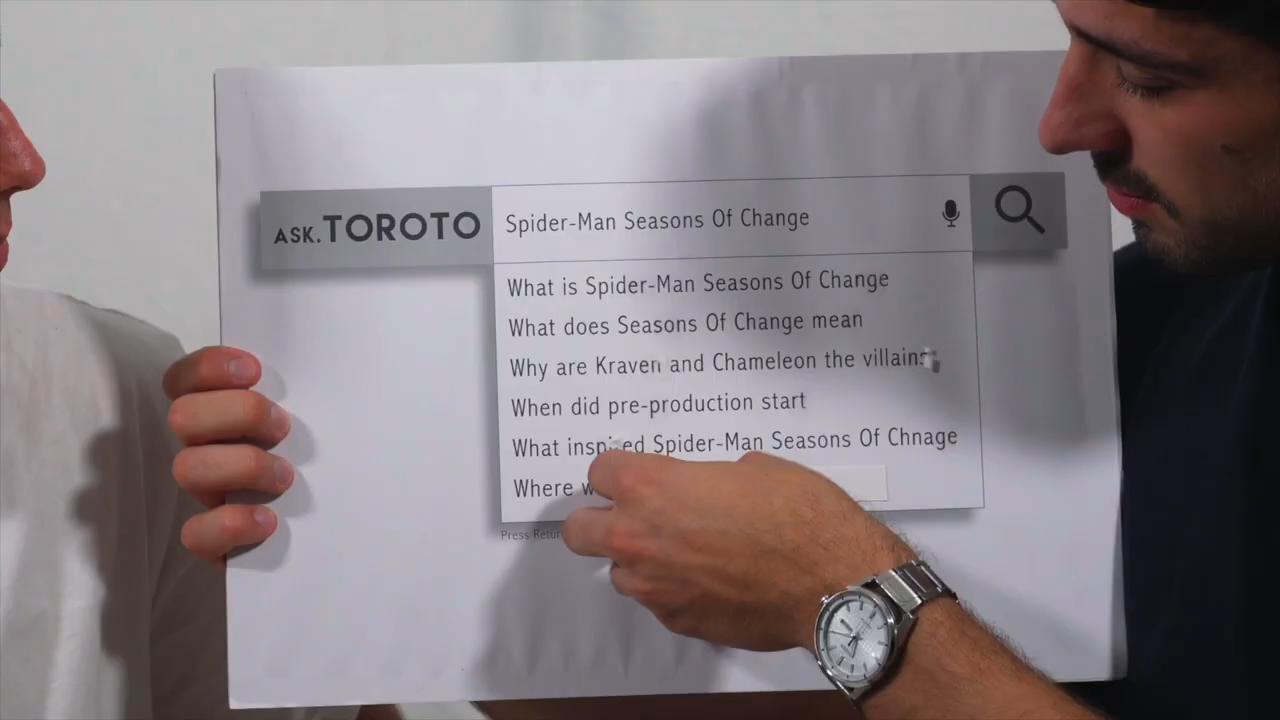 ASK.TOROTO Spider-Man Seasons Of Change
What is Spider-Man Seasons Of Change
What does Seasons Of Change mean
Why are Kraven and Chameleon the villains
When did pre-production start
What inspired Spider-Man Seasons Of Chnage
Where
Press